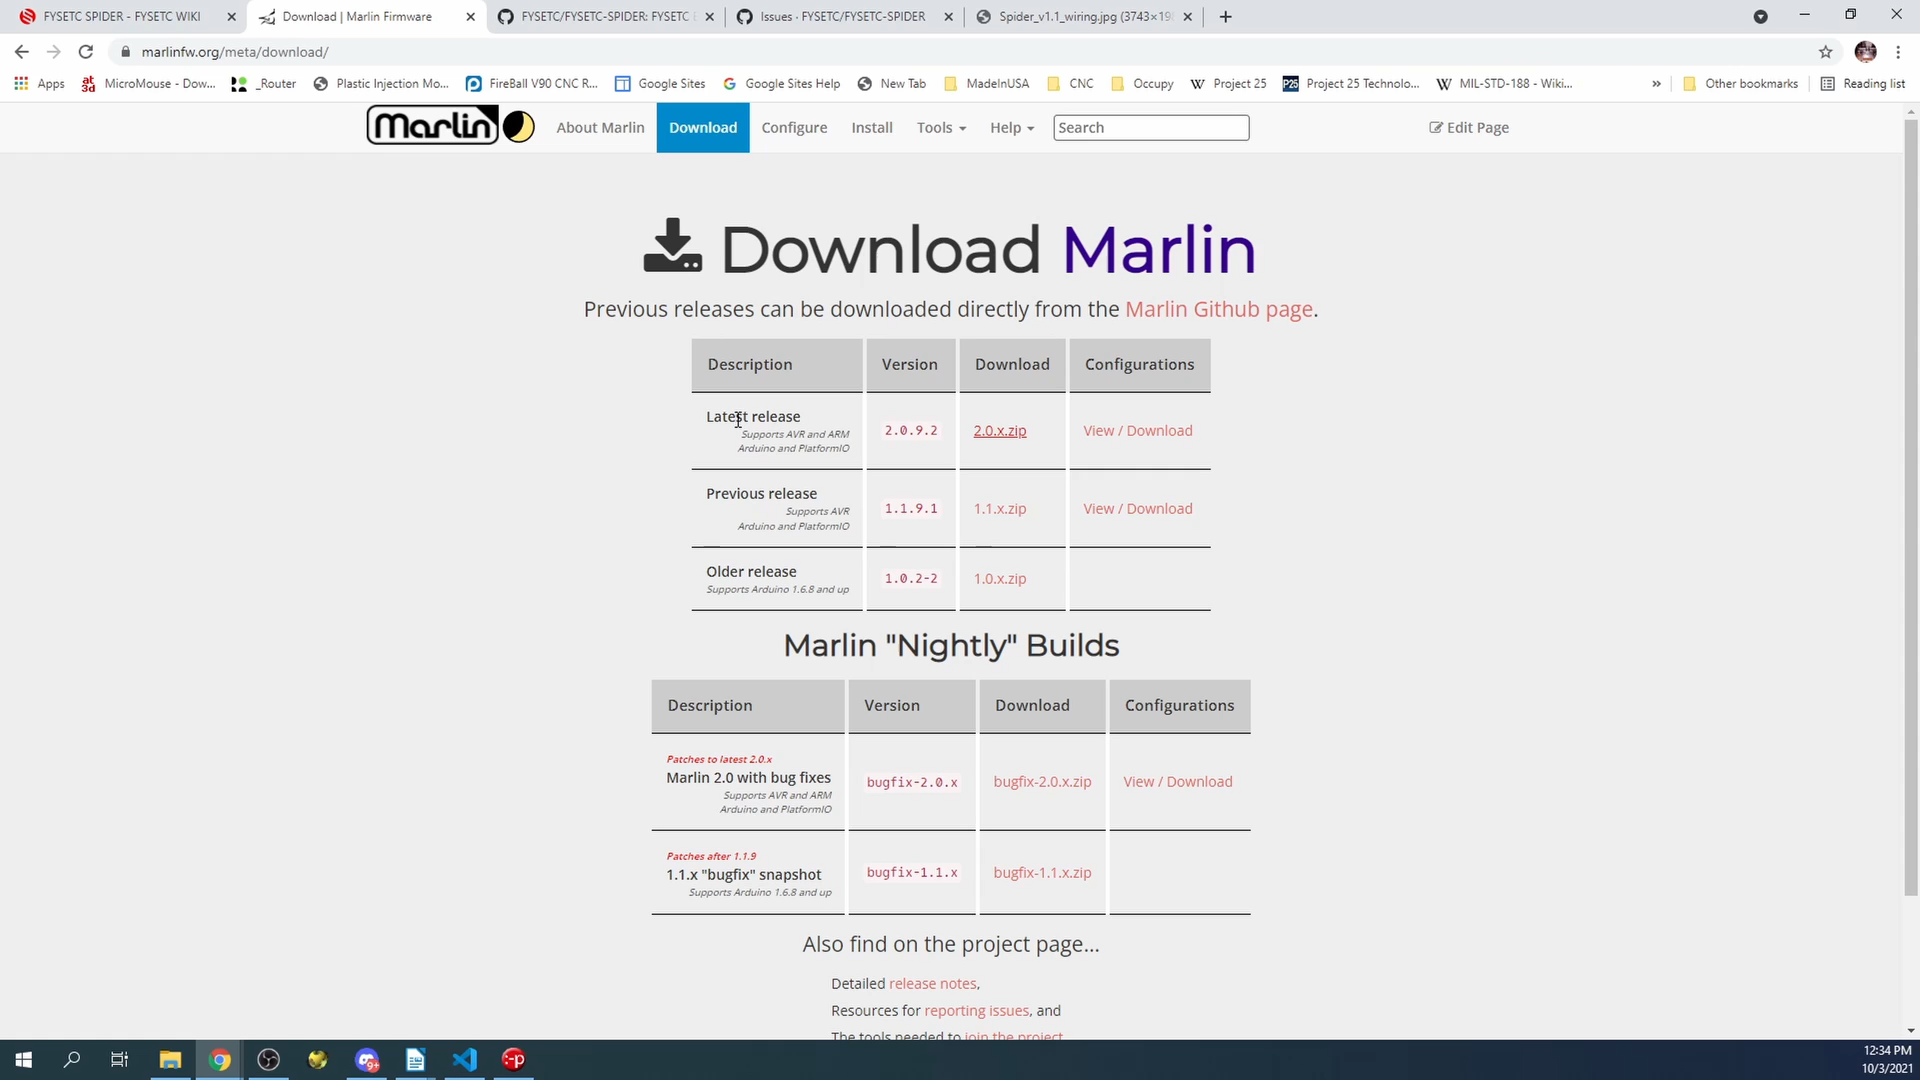 FYSETC SPIDER - FYSETC WIKI
Download | Marlin Firmware
FYSETC/FYSETC-SPIDER: FYSETC
Issues · FYSETC/FYSETC-SPIDER
Spider_v1.1_wiring.jpg (3743×19
marlinfw.org/meta/download/
Apps
MicroMouse - Dow...
_Router
Plastic Injection Mo...
FireBall V90 CNC R...
Google Sites
Google Sites Help
New Tab
MadeInUSA
CNC
Occupy
Project 25
Project 25 Technolo...
MIL-STD-188 - Wiki...
»
Other bookmarks
Reading list
Marlin
About Marlin
Download
Configure
Install
Tools
Help
Search
Edit Page
Download Marlin
Previous releases can be downloaded directly from the Marlin Github page.
Description Version Download Configurations
Latest release
Supports AVR and ARM
Arduino and PlatformIO
2.0.9.2 2.0.x.zip View / Download
Previous release
Supports AVR
Arduino and PlatformIO
1.1.9.1 1.1.x.zip View / Download
Older release
Supports Arduino 1.6.8 and up
1.0.2-2 1.0.x.zip
Marlin "Nightly" Builds
Description Version Download Configurations
Patches to latest 2.0.x
Marlin 2.0 with bug fixes
Supports AVR and ARM
Arduino and PlatformIO
bugfix-2.0.x bugfix-2.0.x.zip View / Download
Patches after 1.1.9
1.1.x "bugfix" snapshot
Supports Arduino 1.6.8 and up
bugfix-1.1.x bugfix-1.1.x.zip
Also find on the project page...
Detailed release notes,
Resources for reporting issues, and
The tools needed to join the project
12:34 PM
10/3/2021